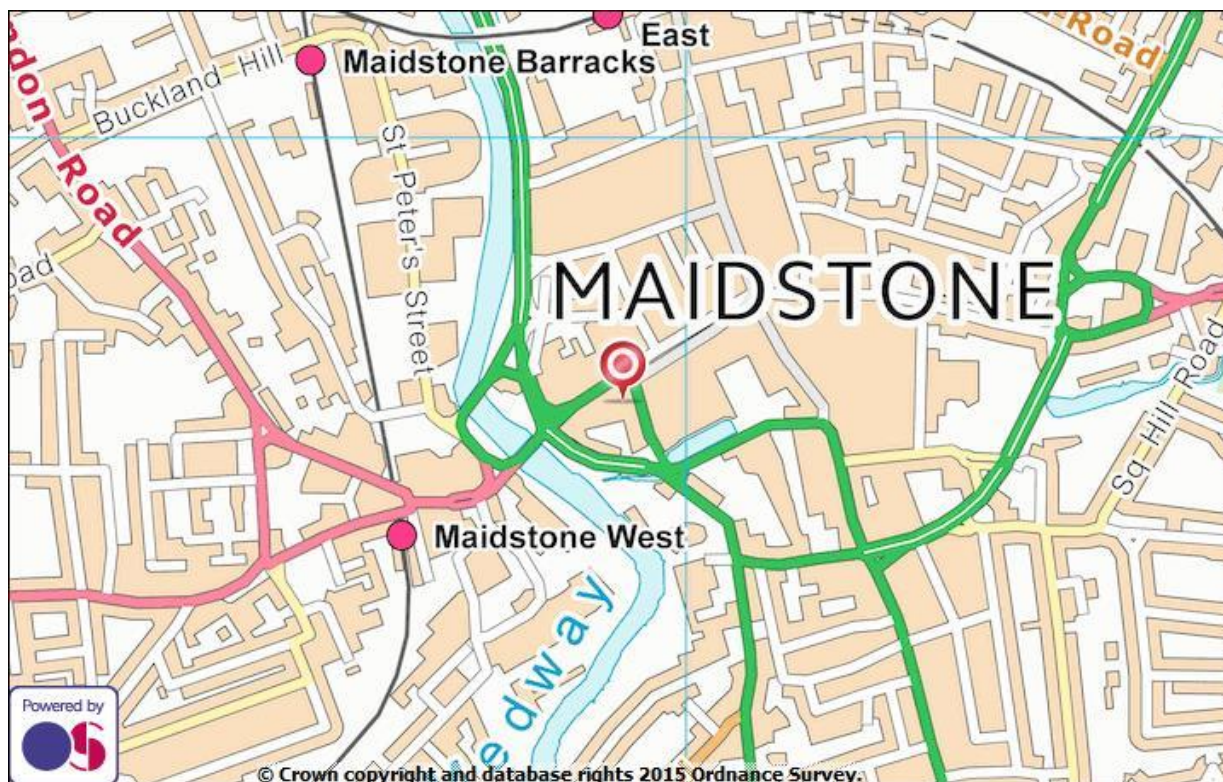 East
Maidstone Barracks
Buckland Hill
Road
St Peter's Street
Road
MAIDSTONE
Sq Hill Road
Maidstone West
edway
Powered by
OS
© Crown copyright and database rights 2015 Ordnance Survey.